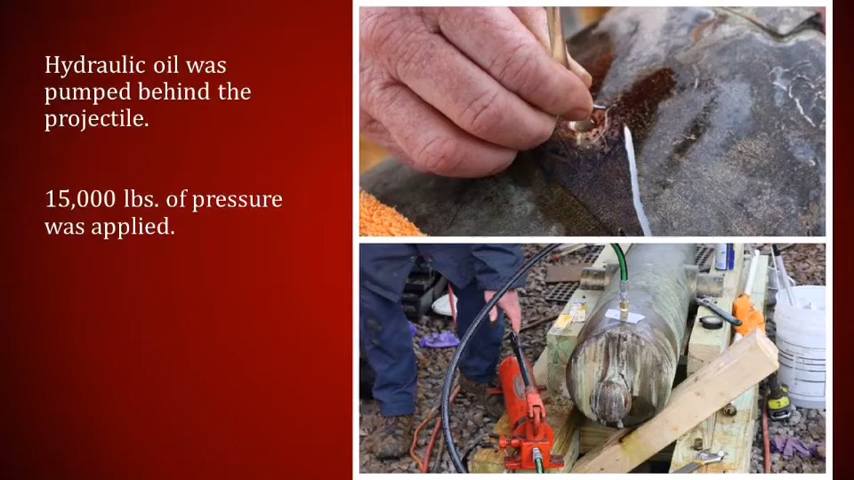 Hydraulic oil was
pumped behind the
projectile.
15,000 lbs. of pressure
was applied.